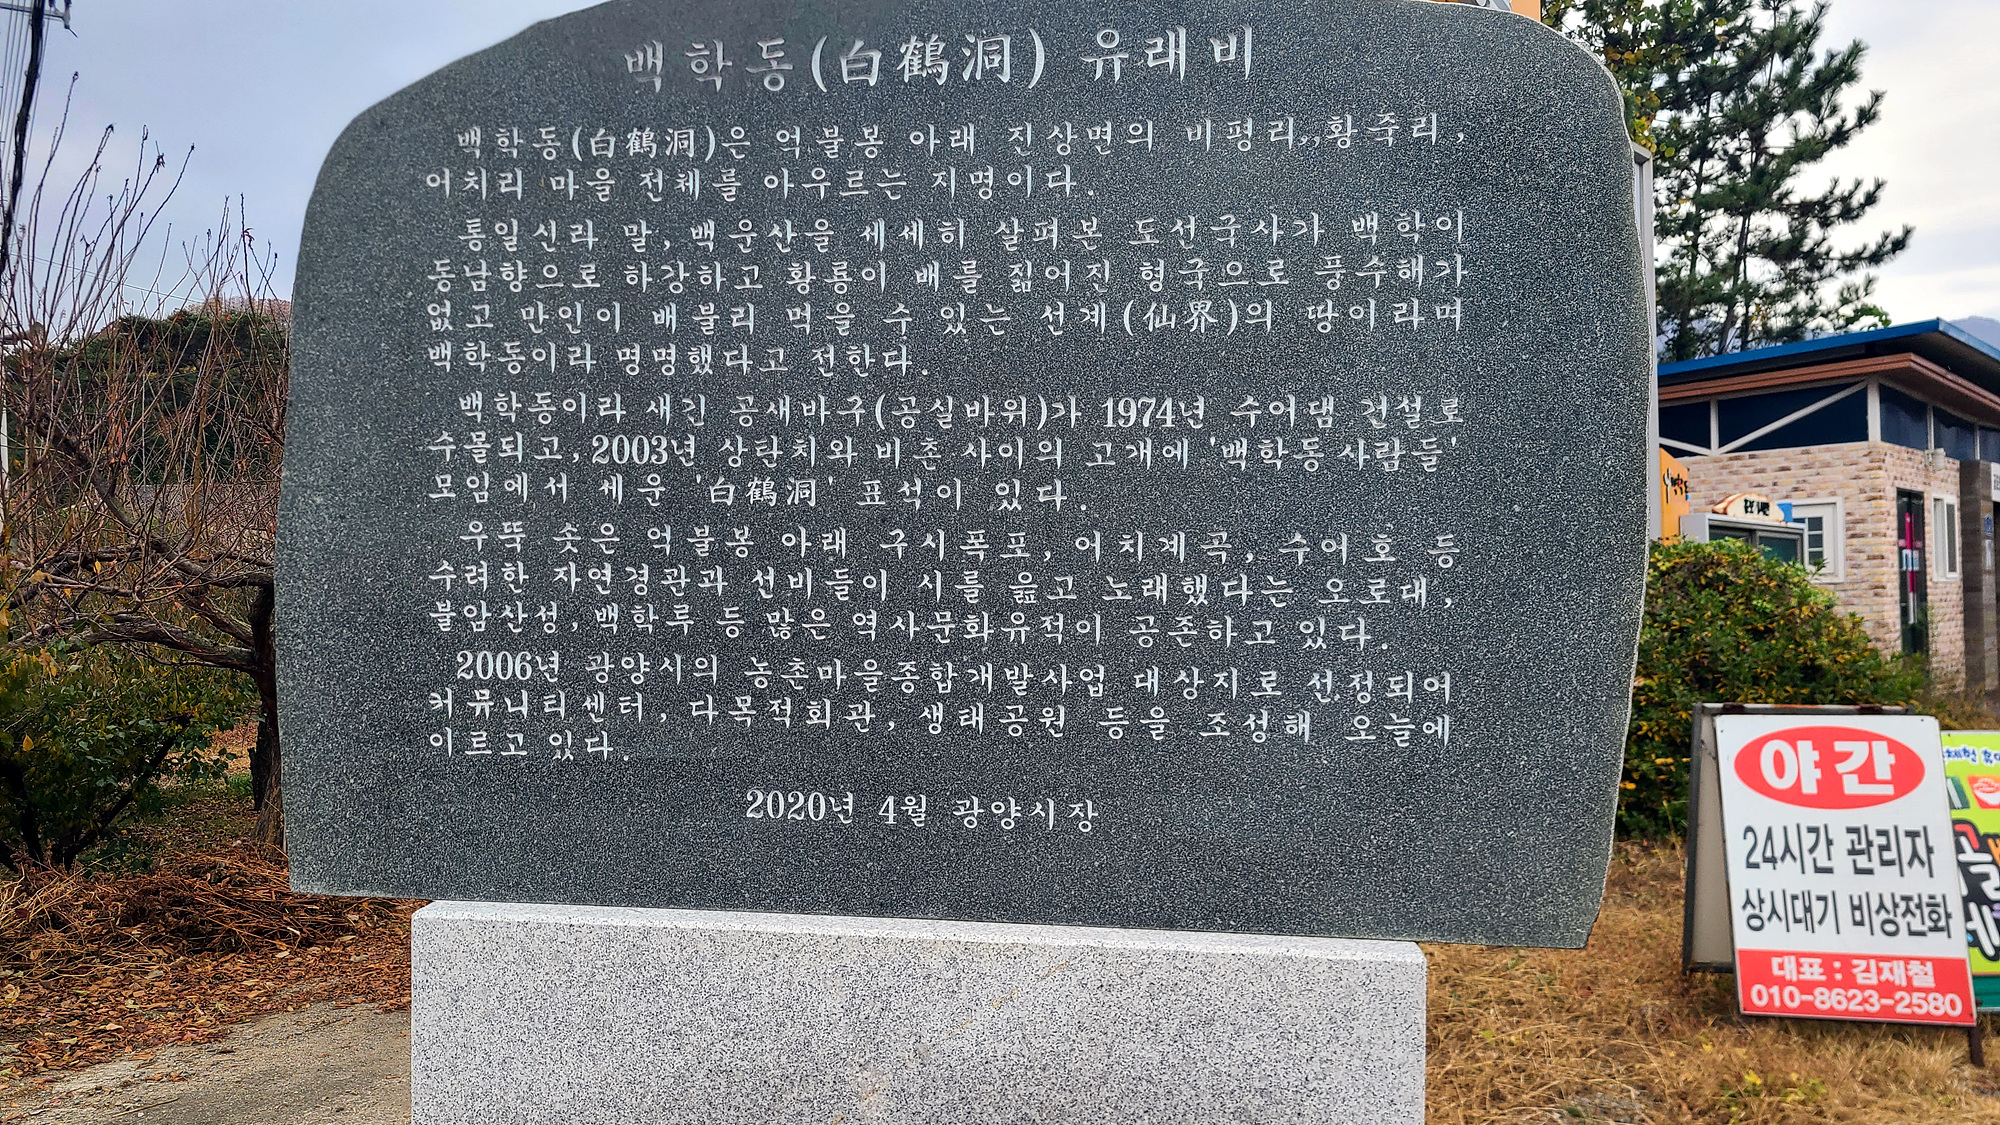 백학동(白鶴洞) 유래비
백학동(白鶴洞)은 억불봉 아래 진상면의 비평리,,황죽리,
어치리 마을 전체를 아우르는 지명이다.
통일신라 말, 백운산을 세세히 살펴본 도선국사가 백학이
동남향으로 하강하고 황룡이 배를 짊어진 형국으로 풍수해가
없고 만인이 배불리 먹을 수 있는 선계(仙界)의 땅이라며
백학동이라 명명했다고 전한다.
백학동이라 새긴 공새바구(공실바위)가 1974년 수어댐 건설로
수몰되고, 2003년 상탄치와 비촌 사이의 고개에 '백학동 사람들'
모임에서 세운 '白鶴洞' 표석이 있다.
우뚝 솟은 억불봉 아래 구시폭포, 어치계곡, 수어호 등
수려한 자연경관과 선비들이 시를 읊고 노래했다는 오로대,
불암산성, 백학루 등 많은 역사문화유적이 공존하고 있다.
2006년 광양시의 농촌마을종합개발사업 대상지로 선정되어
커뮤니티센터, 다목적회관, 생태공원 등을 조성해 오늘에
이르고 있다.
2020년 4월 광양시장
야간
24시간 관리자
상시대기 비상전화
대표 : 김재철
010-8623-2580